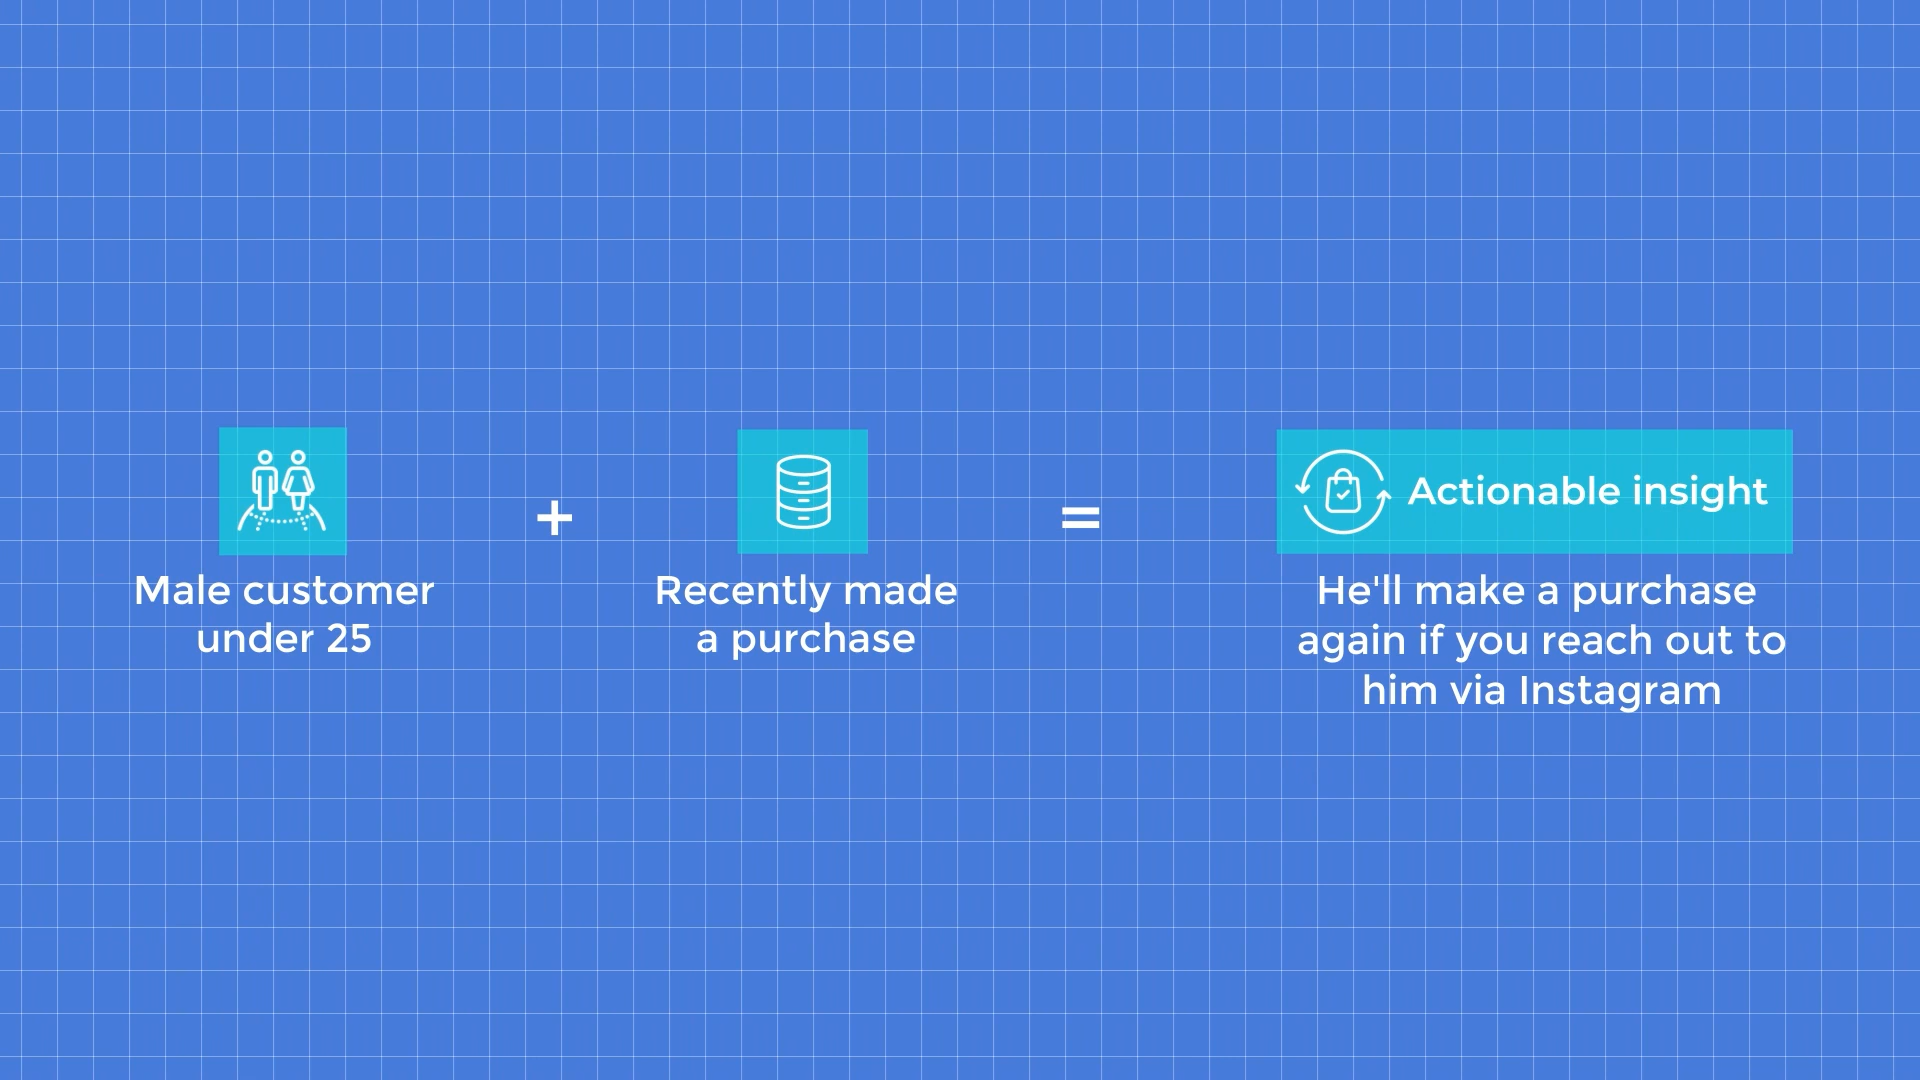 Male customer
under 25
+
Recently made
a purchase
=
Actionable insight
He'll make a purchase
again if you reach out to
him via Instagram